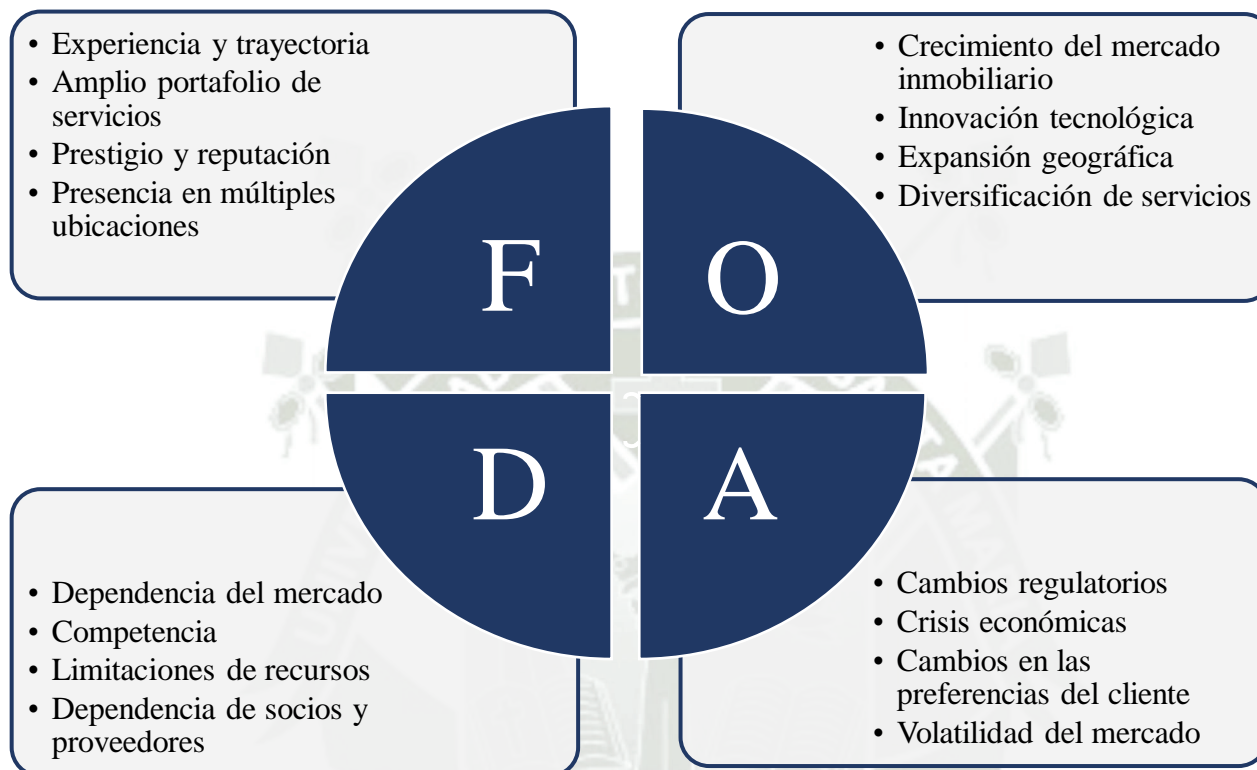 • Experiencia y trayectoria
• Amplio portafolio de
servicios
• Prestigio y reputación
• Presencia en múltiples
ubicaciones
• Crecimiento del mercado
inmobiliario
• Innovación tecnológica
• Expansión geográfica
• Diversificación de servicios
F
O
D
A
• Dependencia del mercado
• Competencia
• Limitaciones de recursos
• Dependencia de socios y
proveedores
• Cambios regulatorios
• Crisis económicas
• Cambios en las
preferencias del cliente
• Volatilidad del mercado